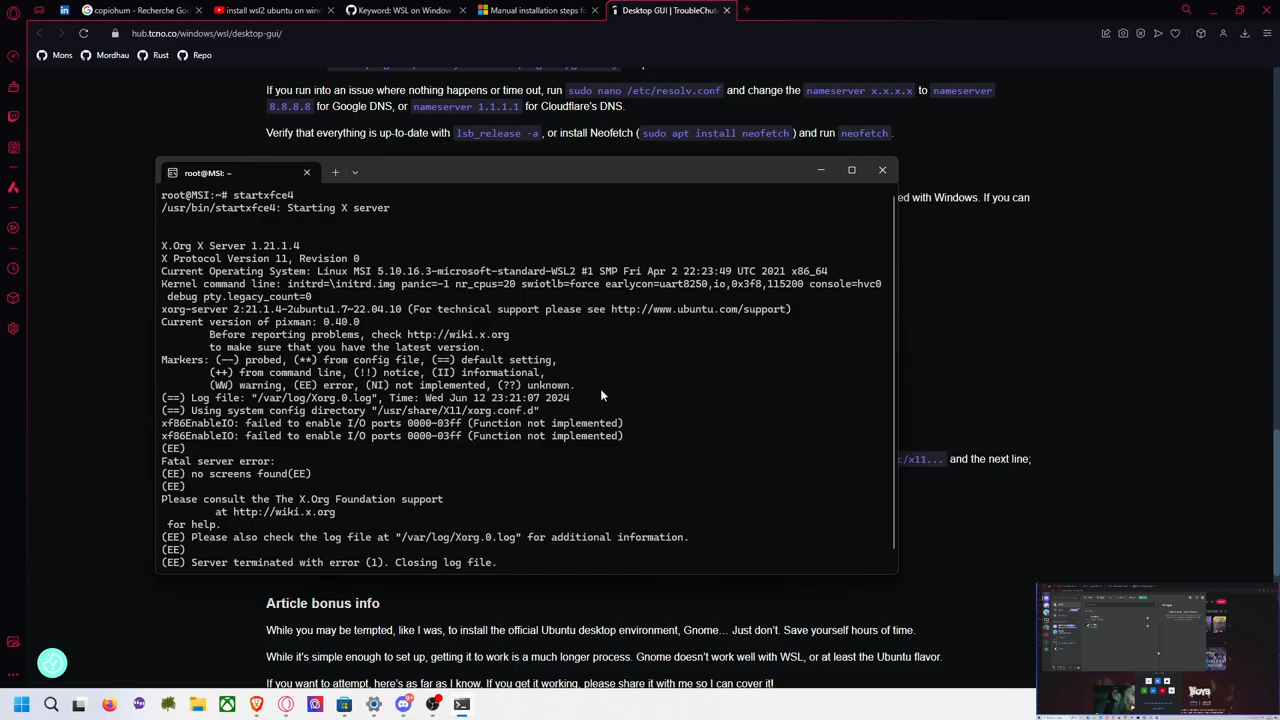 copiohum - Recherche Goo
install wsl2 ubuntu on windo
Keyword: WSL on Window
Manual installation steps fo
Desktop GUI | TroubleChut
hub.tcno.co/windows/wsl/desktop-gui/
Mons
Mordhau
Rust
Repo
If you run into an issue where nothing happens or time out, run sudo nano /etc/resolv.conf and change the nameserver x.x.x.x to nameserver
8.8.8.8 for Google DNS, or nameserver 1.1.1.1 for Cloudflare's DNS.
Verify that everything is up-to-date with lsb_release -a, or install Neofetch (sudo apt install neofetch) and run neofetch.
root@MSI: ~
ed with Windows. If you can
root@MSI:~# startxfce4
/usr/bin/startxfce4: Starting X server
X.Org X Server 1.21.1.4
X Protocol Version 11, Revision 0
Current Operating System: Linux MSI 5.10.16.3-microsoft-standard-WSL2 #1 SMP Fri Apr 2 22:23:49 UTC 2021 x86_64
Kernel command line: initrd=\initrd.img panic=-1 nr_cpus=20 swiotlb=force earlycon=uart8250,io,0x3f8,115200 console=hvc0
debug pty.legacy_count=0
xorg-server 2:21.1.4-2ubuntu1.7~22.04.10 (For technical support please see http://www.ubuntu.com/support)
Current version of pixman: 0.40.0
Before reporting problems, check http://wiki.x.org
to make sure that you have the latest version.
Markers: (--) probed, (**) from config file, (==) default setting,
(++) from command line, (!!) notice, (II) informational,
(WW) warning, (EE) error, (NI) not implemented, (??) unknown.
(==) Log file: "/var/log/Xorg.0.log", Time: Wed Jun 12 23:21:07 2024
(==) Using system config directory "/usr/share/X11/xorg.conf.d"
xf86EnableIO: failed to enable I/O ports 0000-03ff (Function not implemented)
xf86EnableIO: failed to enable I/O ports 0000-03ff (Function not implemented)
(EE)
Fatal server error:
(EE) no screens found(EE)
(EE)
Please consult the The X.Org Foundation support
at http://wiki.x.org
for help.
(EE) Please also check the log file at "/var/log/Xorg.0.log" for additional information.
(EE)
(EE) Server terminated with error (1). Closing log file.
c/x11... and the next line;
Article bonus info
While you may be tempted, like I was, to install the official Ubuntu desktop environment, Gnome... Just don't. Save yourself hours of time.
While it's simple enough to set up, getting it to work is a much longer process. Gnome doesn't work well with WSL, or at least the Ubuntu flavor.
If you want to attempt, here's as far as I know. If you get it working, please share it with me so I can cover it!